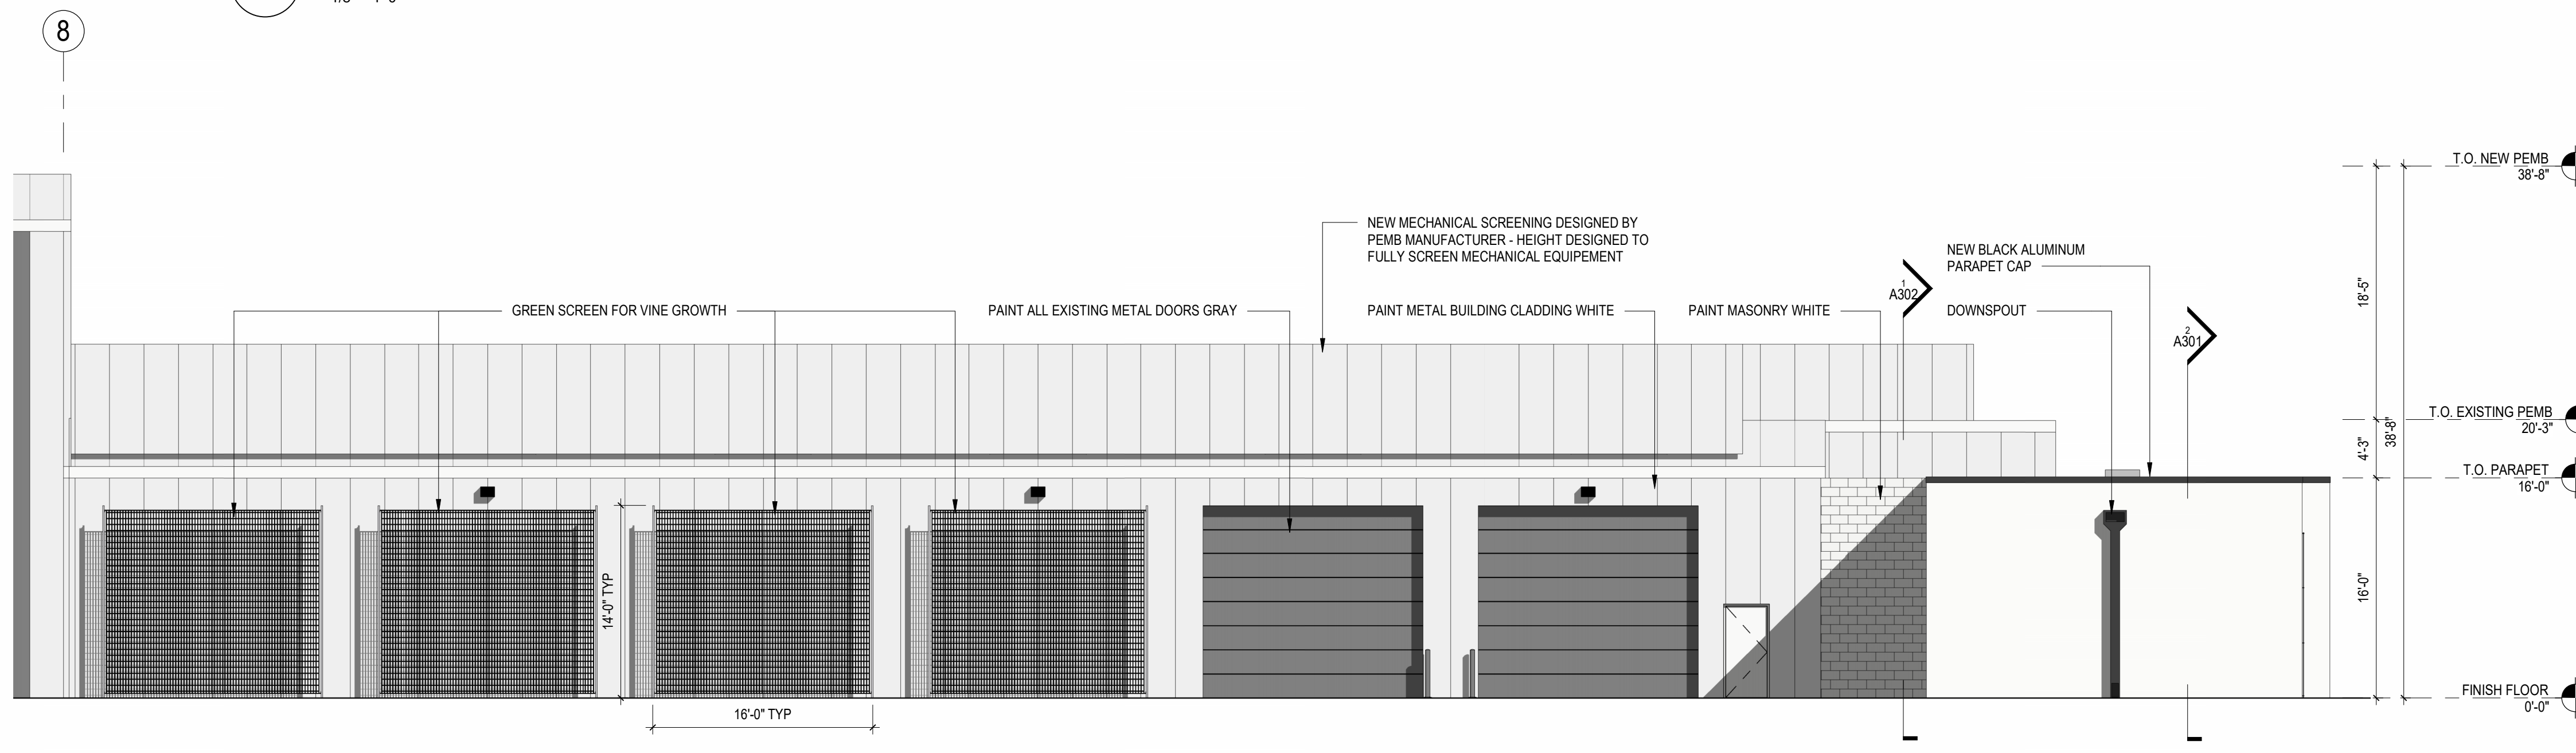 8
T.O. NEW PEMB
38'-8"
NEW MECHANICAL SCREENING DESIGNED BY
PEMB MANUFACTURER - HEIGHT DESIGNED TO
FULLY SCREEN MECHANICAL EQUIPEMENT
NEW BLACK ALUMINUM
PARAPET CAP
1
A302
GREEN SCREEN FOR VINE GROWTH
PAINT ALL EXISTING METAL DOORS GRAY
PAINT METAL BUILDING CLADDING WHITE
PAINT MASONRY WHITE
DOWNSPOUT
2
A301
18'-5"
T.O. EXISTING PEMB
20'-3"
4'-3"
38'-8"
T.O. PARAPET
16'-0"
14'-0" TYP
16'-0"
FINISH FLOOR
0'-0"
16'-0" TYP